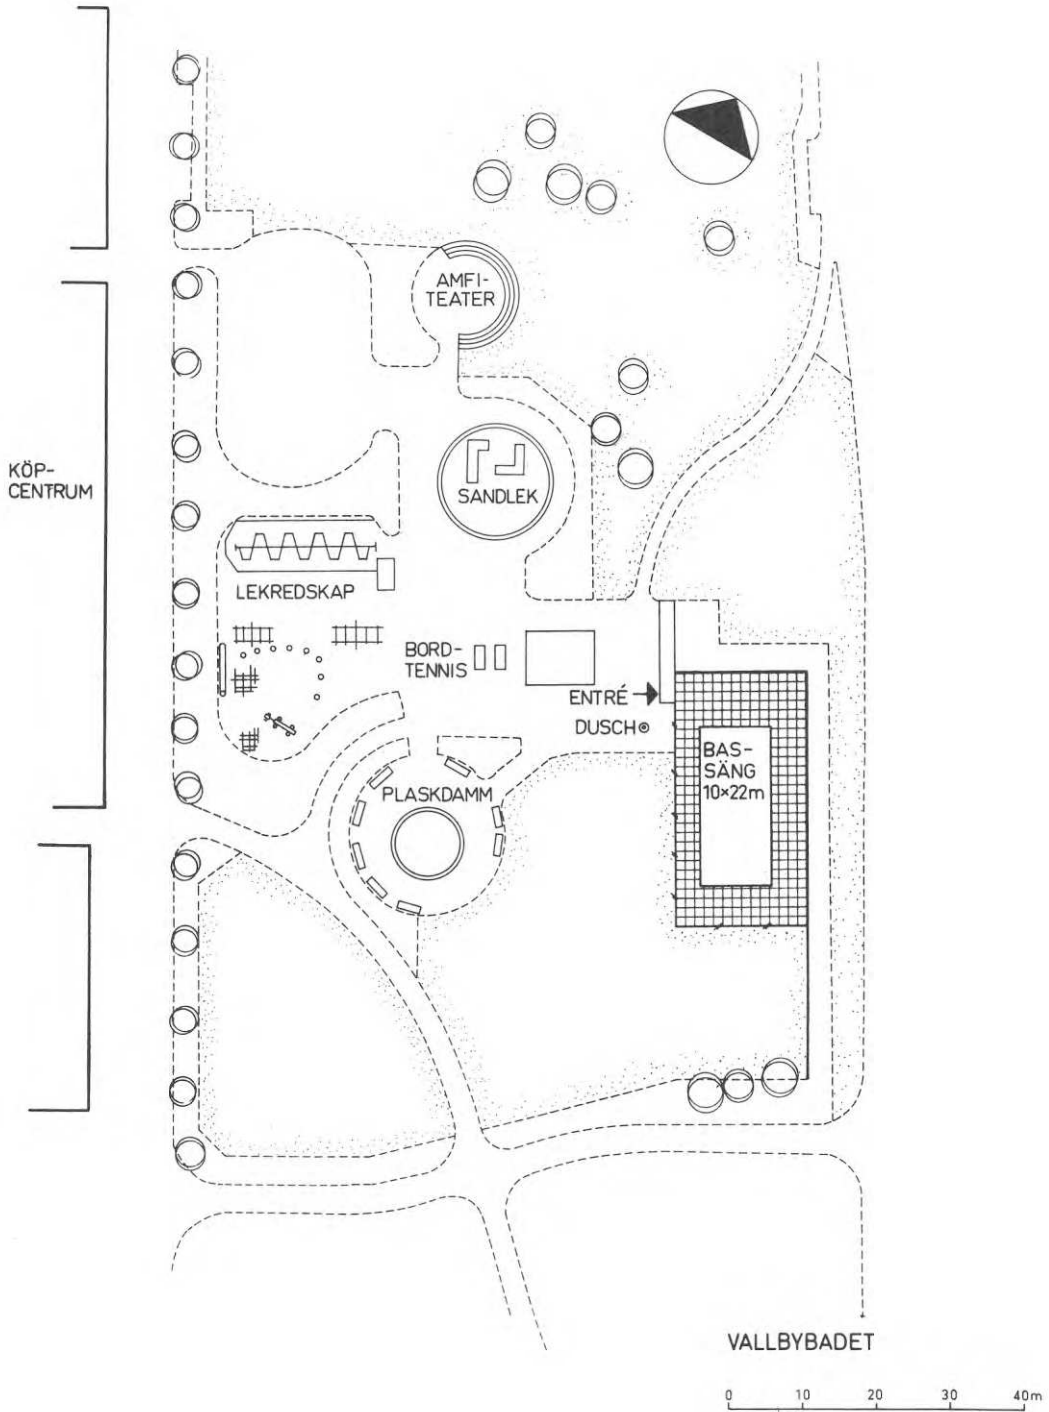 AMFI-
TEATER
KÖP-
CENTRUM
SANDLEK
LEKREDSKAP
BORD-
TENNIS
ENTRÉ
DUSCH
BAS-
SÄNG
10×22m
PLASKDAMM
VALLBYBADET
0 10 20 30 40m